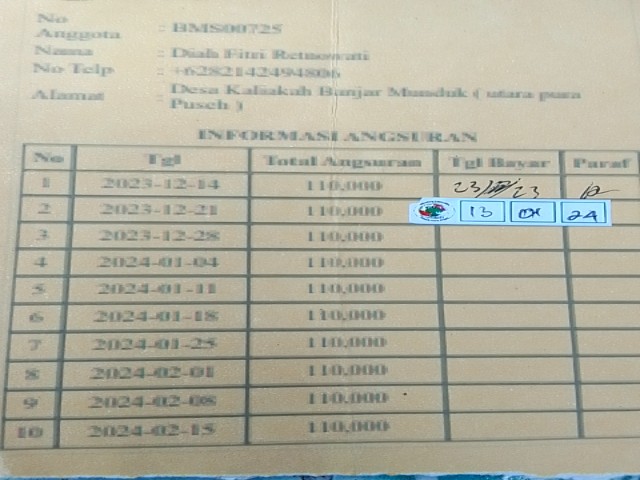 No
Anggota : BMS00725
Nama : Diah Fitri Retnowati
No Telp : +6282142494806
Alamat : Desa Kaliakah Banjar Munduk ( utara pura
Puseh )
INFORMASI ANGSURAN
No Tgl Total Angsuran Tgl Bayar Paraf
1 2023-12-14 110,000
2 2023-12-21 110,000 13 01 24
3 2023-12-28 110,000
4 2024-01-04 110,000
5 2024-01-11 110,000
6 2024-01-18 110,000
7 2024-01-25 110,000
8 2024-02-01 110,000
9 2024-02-08 110,000
10 2024-02-15 110,000